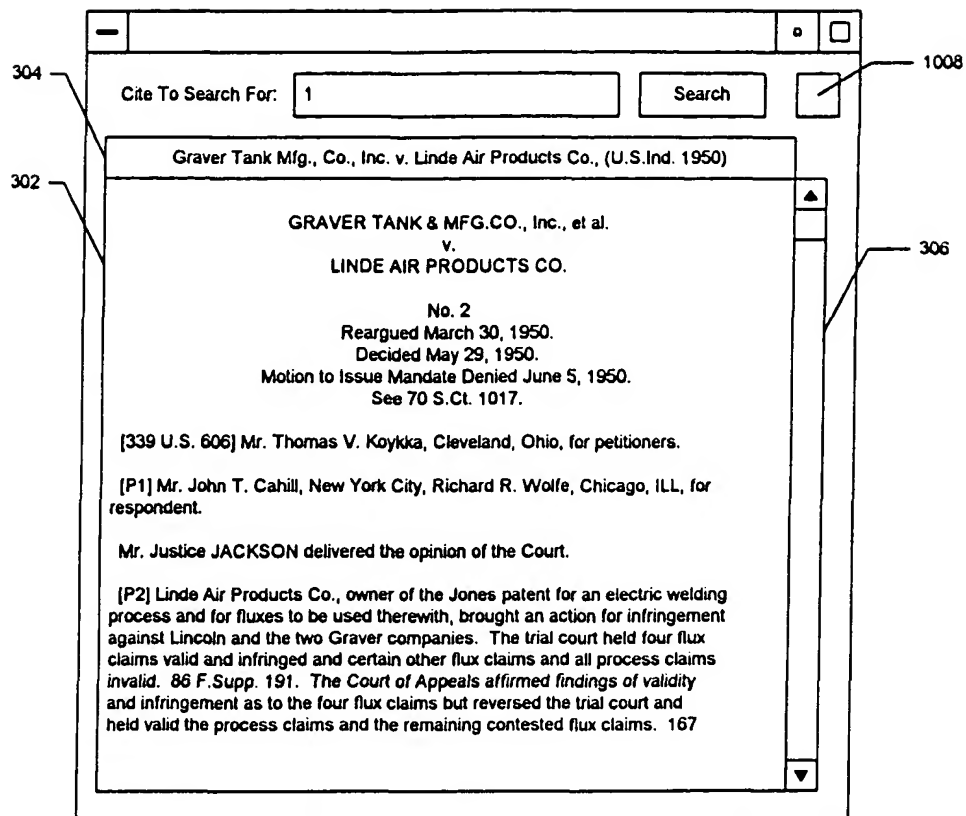 304
1008
Cite To Search For: 1 Search
Graver Tank Mfg., Co., Inc. v. Linde Air Products Co., (U.S.Ind. 1950)
302
306
GRAVER TANK & MFG.CO., Inc., et al.
v.
LINDE AIR PRODUCTS CO.
No. 2
Reargued March 30, 1950.
Decided May 29, 1950.
Motion to Issue Mandate Denied June 5, 1950.
See 70 S.Ct. 1017.
[339 U.S. 606] Mr. Thomas V. Koykka, Cleveland, Ohio, for petitioners.
[P1] Mr. John T. Cahill, New York City, Richard R. Wolfe, Chicago, ILL, for
respondent.
Mr. Justice JACKSON delivered the opinion of the Court.
[P2] Linde Air Products Co., owner of the Jones patent for an electric welding
process and for fluxes to be used therewith, brought an action for infringement
against Lincoln and the two Graver companies. The trial court held four flux
claims valid and infringed and certain other flux claims and all process claims
invalid. 86 F.Supp. 191. The Court of Appeals affirmed findings of validity
and infringement as to the four flux claims but reversed the trial court and
held valid the process claims and the remaining contested flux claims. 167